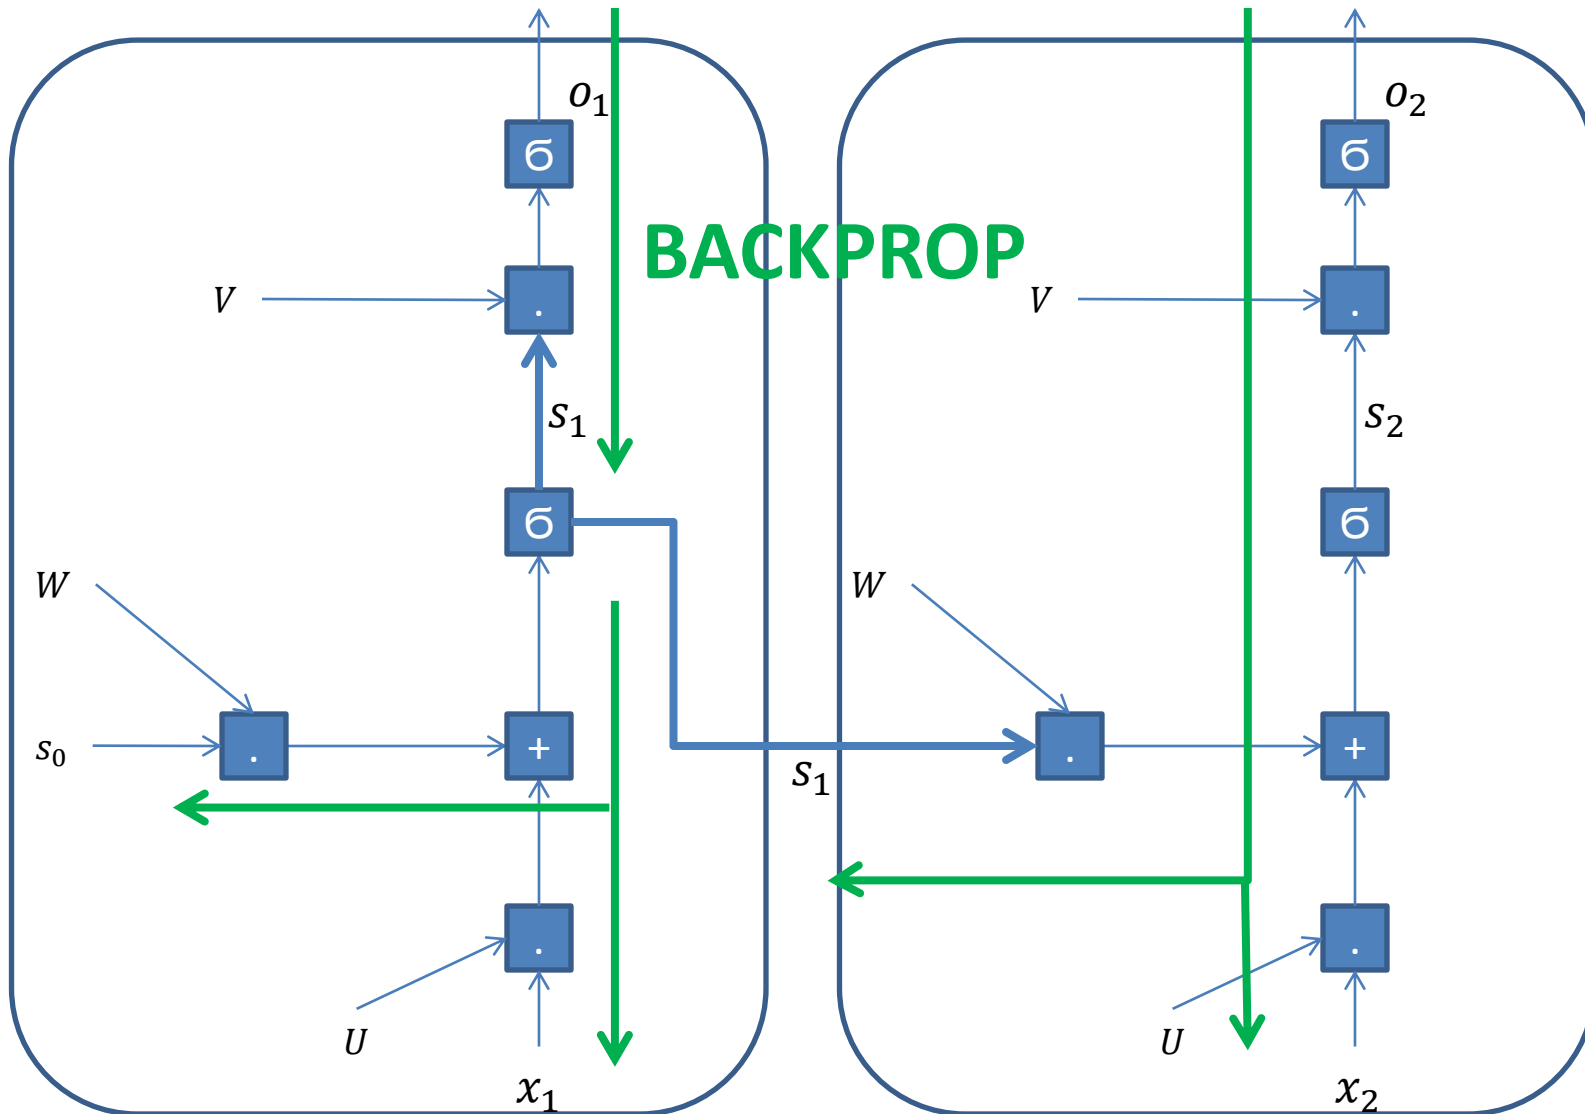 o₁
o₂
б
б
BACKPROP
V
.
V
.
s₁
s₂
б
б
W
W
s₀
.
+
s₁
.
+
.
.
U
U
x₁
x₂